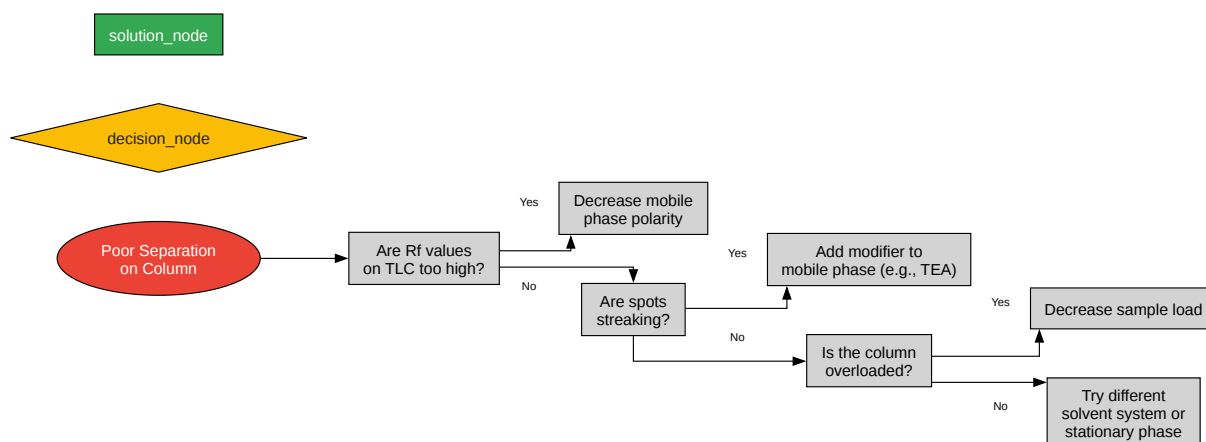 solution_node
decision_node
Poor Separation
on Column
Are Rf values
on TLC too high?
Yes
Decrease mobile
phase polarity
No
Are spots
streaking?
Yes
Add modifier to
mobile phase (e.g., TEA)
No
Is the column
overloaded?
Yes
Decrease sample load
No
Try different
solvent system or
stationary phase